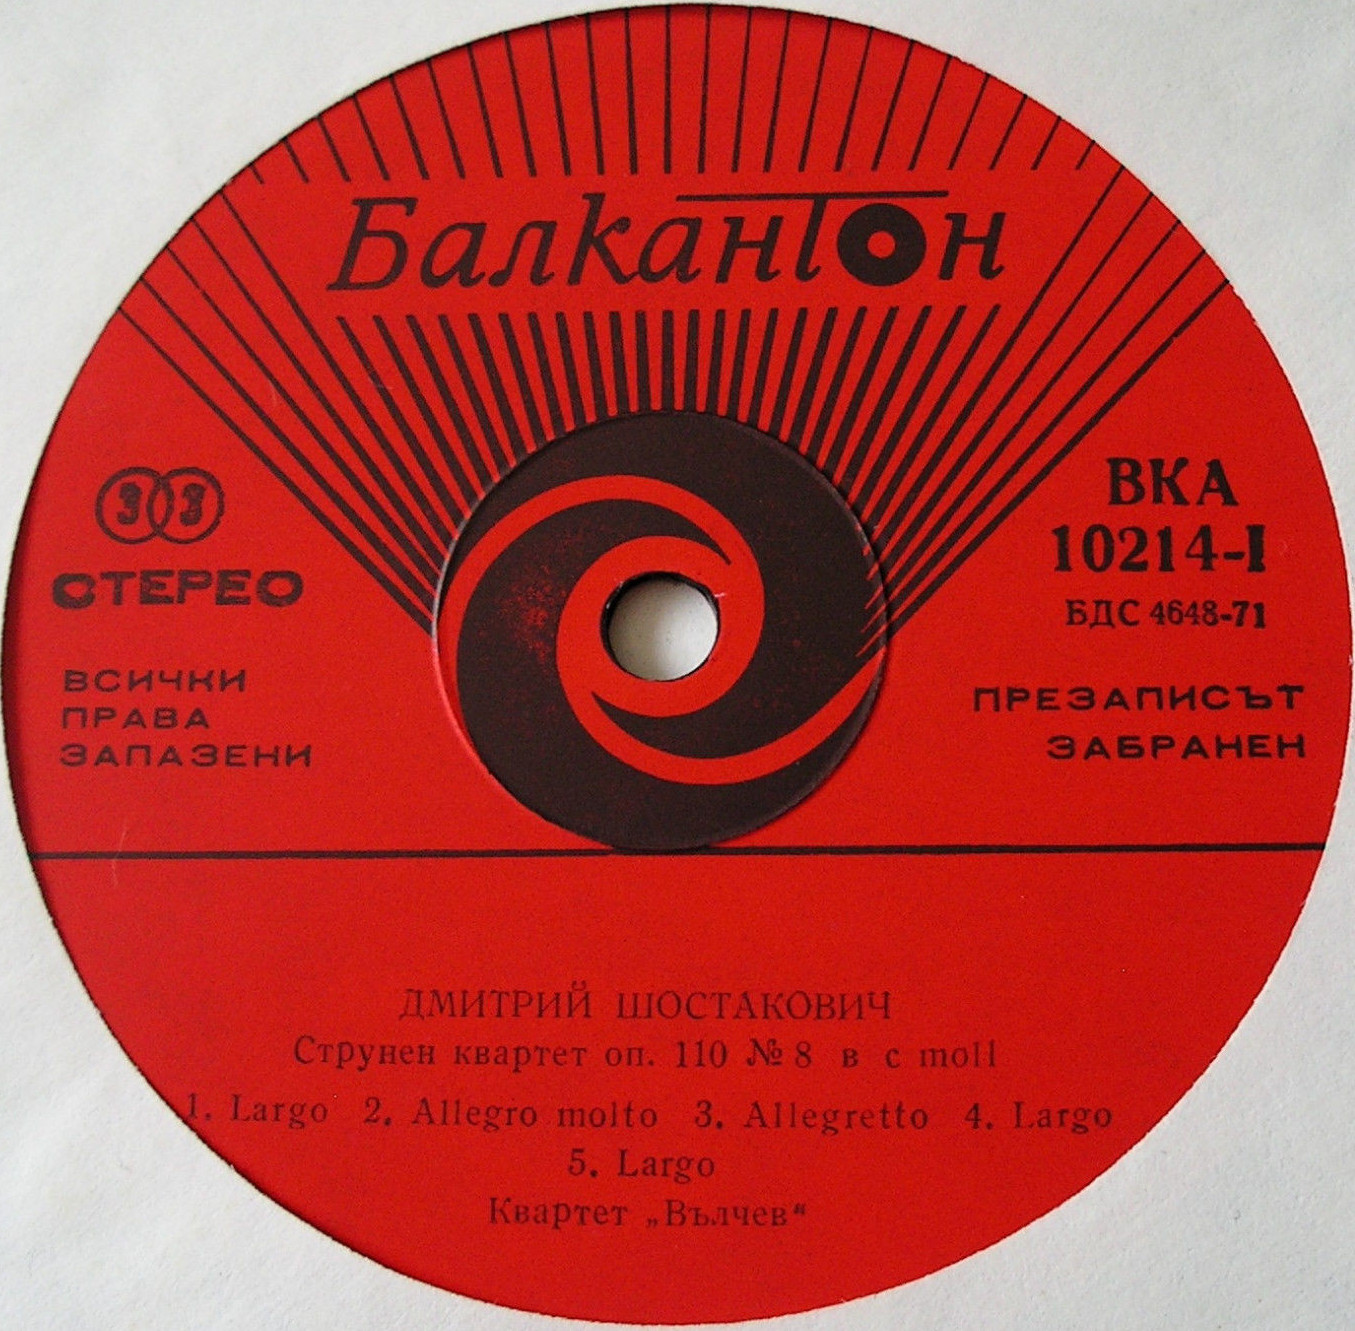 Балкантон
33
СТЕРЕО
ВСИЧКИ
ПРАВА
ЗАПАЗЕНИ
ВКА
10214-I
БДС 4648-71
ПРЕЗАПИСЪТ
ЗАБРАНЕН
ДМИТРИЙ ШОСТАКОВИЧ
Струнен квартет оп. 110 № 8 в с moll
1. Largo 2. Allegro molto 3. Allegretto 4. Largo
5. Largo
Квартет „Вълчев“